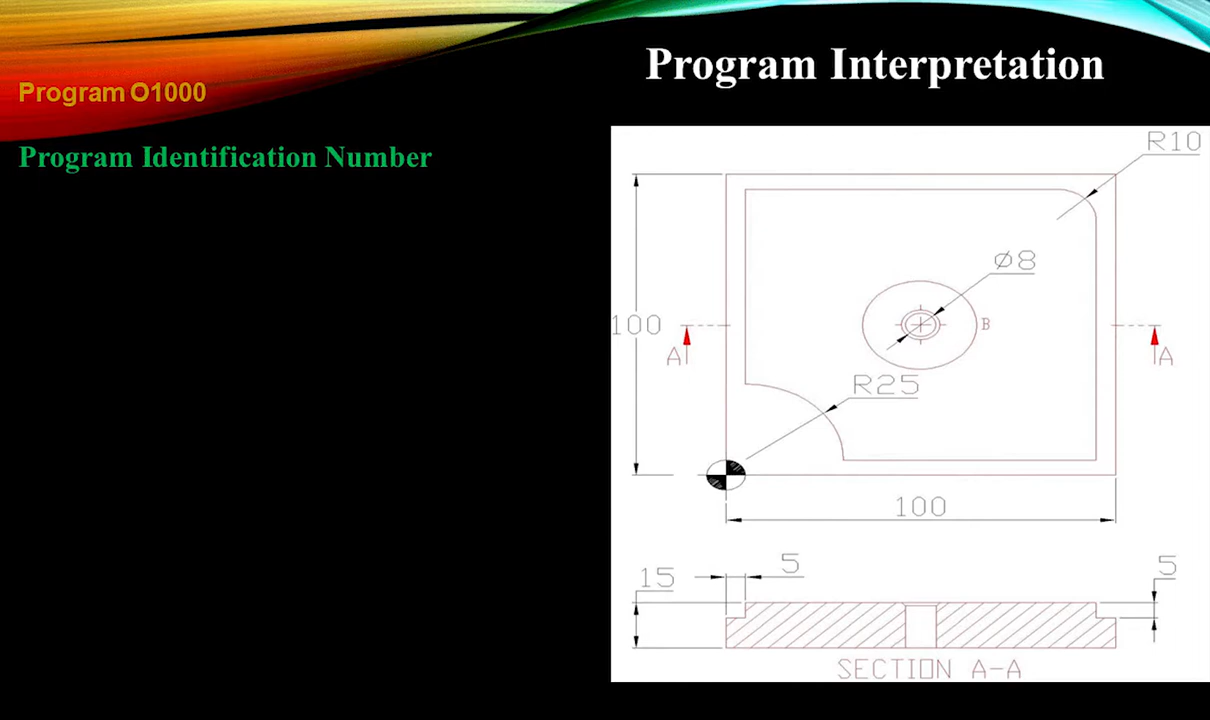 Program Interpretation
Program O1000
Program Identification Number
R10
Ø8
100
B
A
A
R25
100
15
5
5
SECTION A-A